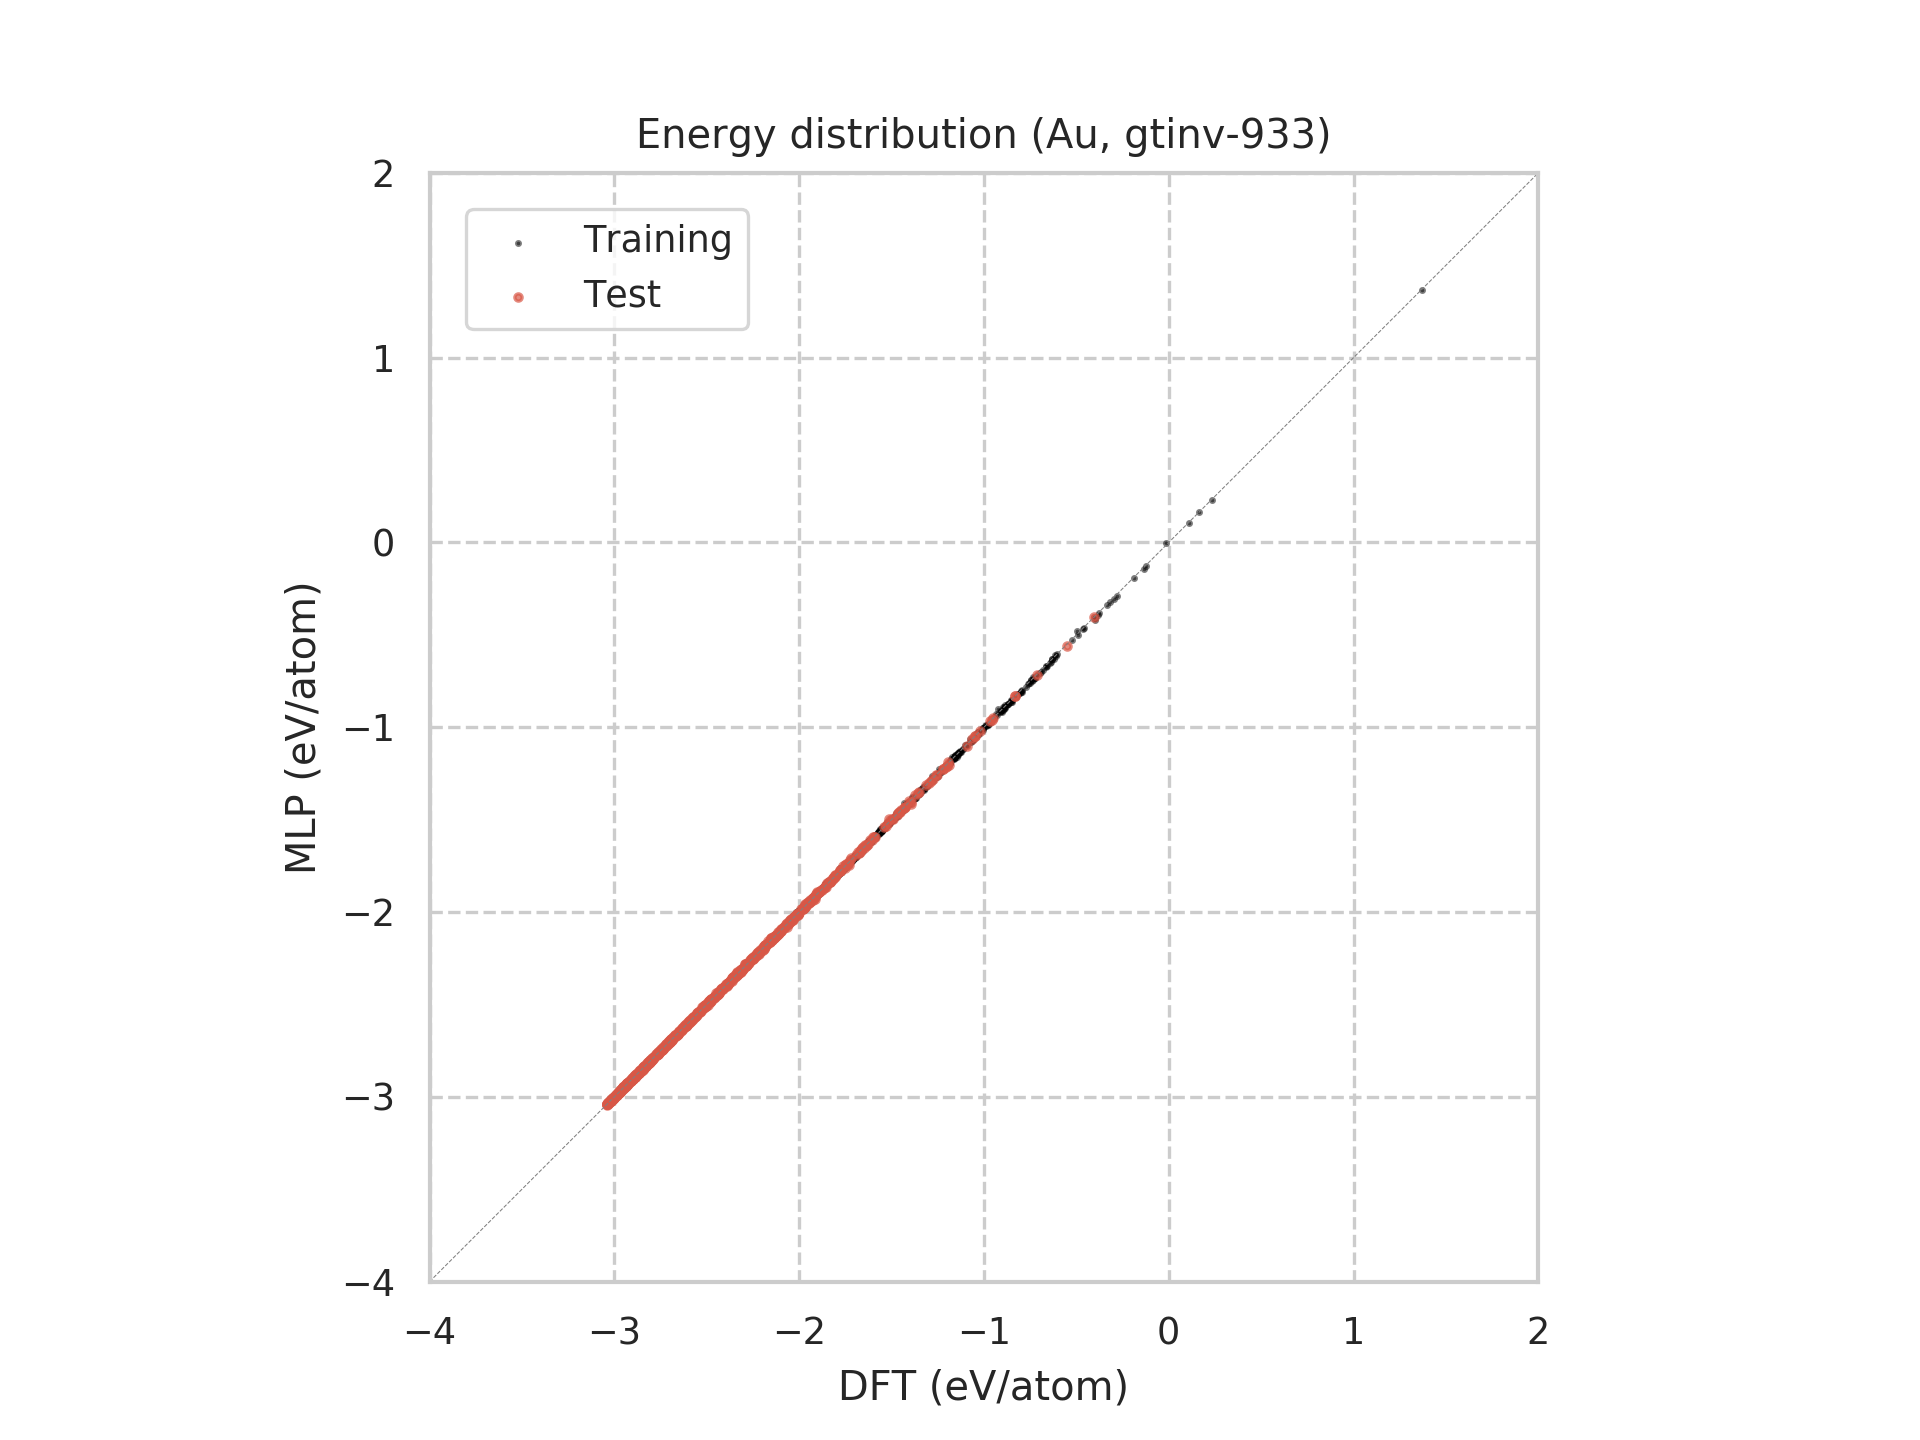 Energy distribution (Au, gtinv-933)
Training
Test
2
1
0
−1
−2
−3
−4
MLP (eV/atom)
−4 −3 −2 −1 0 1 2
DFT (eV/atom)